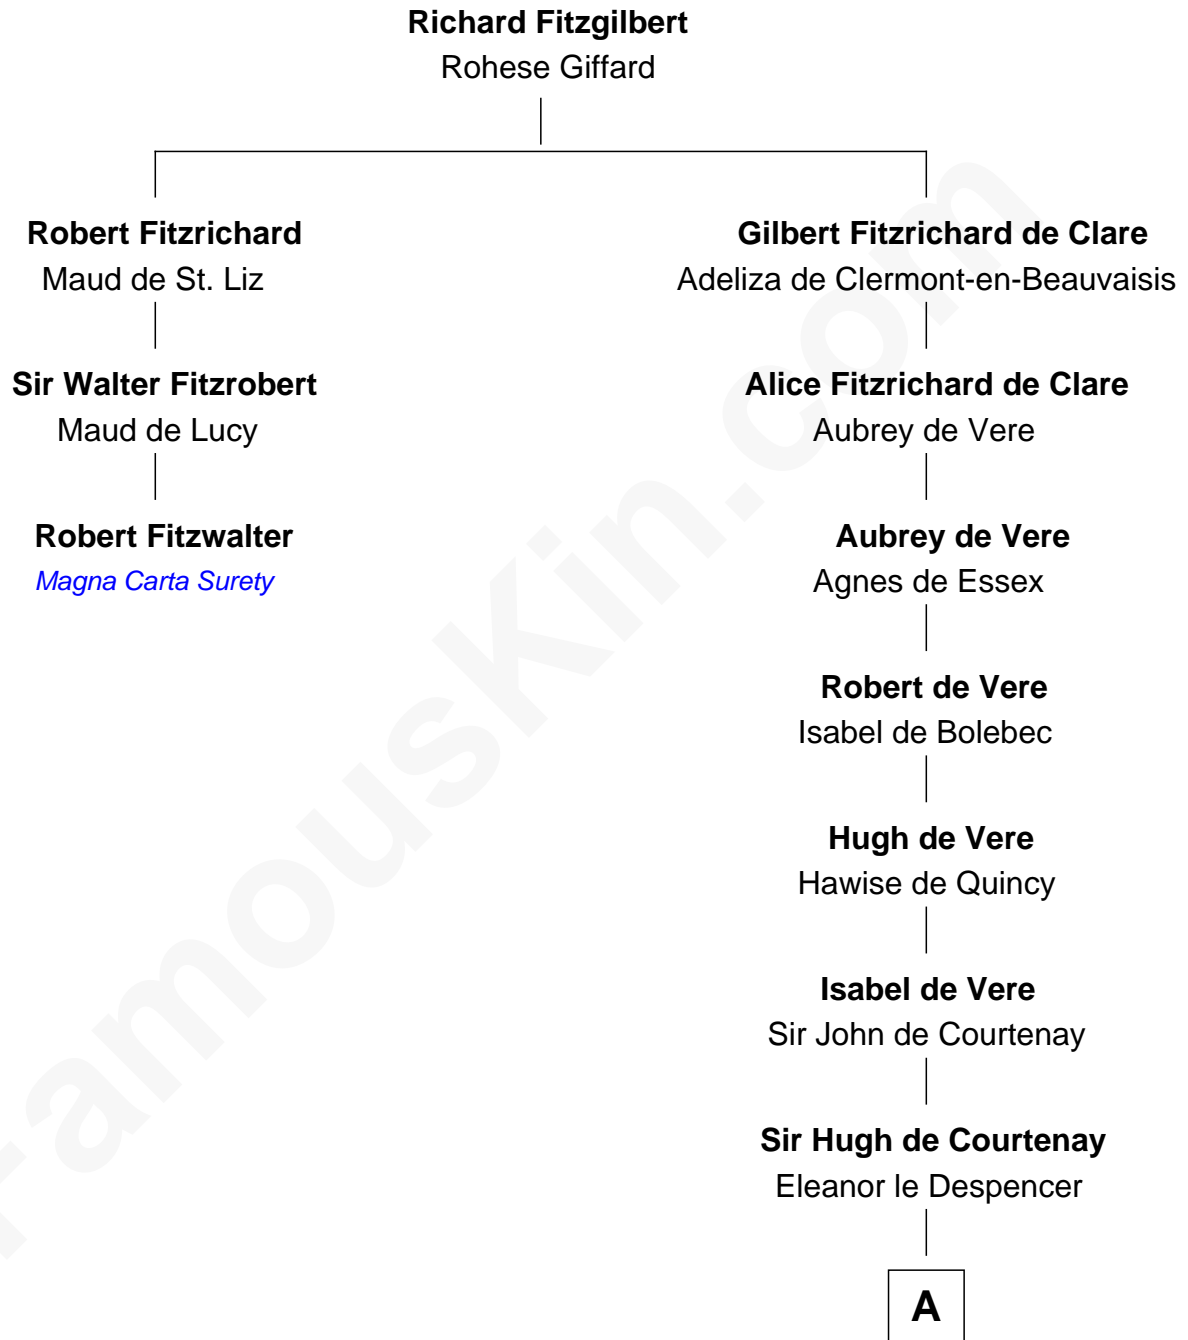 Richard Fitzgilbert
Rohese Giffard
Robert Fitzrichard
Maud de St. Liz
Gilbert Fitzrichard de Clare
Adeliza de Clermont-en-Beauvaisis
Sir Walter Fitzrobert
Maud de Lucy
Alice Fitzrichard de Clare
Aubrey de Vere
Robert Fitzwalter
Magna Carta Surety
Aubrey de Vere
Agnes de Essex
Robert de Vere
Isabel de Bolebec
Hugh de Vere
Hawise de Quincy
Isabel de Vere
Sir John de Courtenay
Sir Hugh de Courtenay
Eleanor le Despencer
A
FamousKin.com